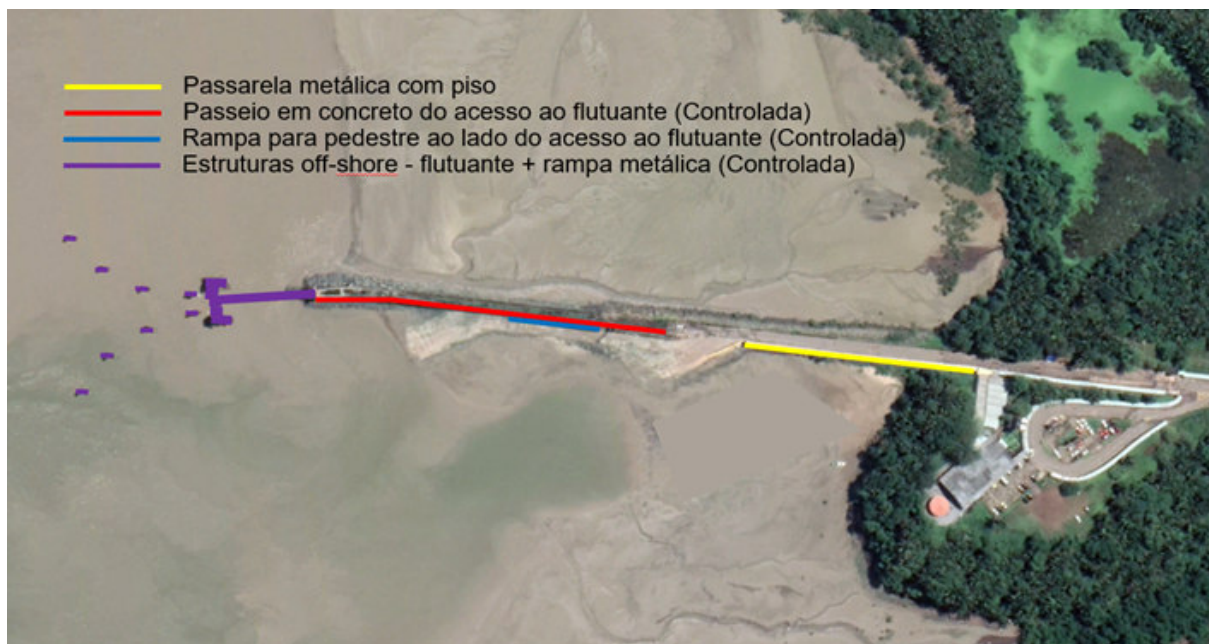 Passarela metálica com piso
Passeio em concreto do acesso ao flutuante (Controlada)
Rampa para pedestre ao lado do acesso ao flutuante (Controlada)
Estruturas off-shore - flutuante + rampa metálica (Controlada)